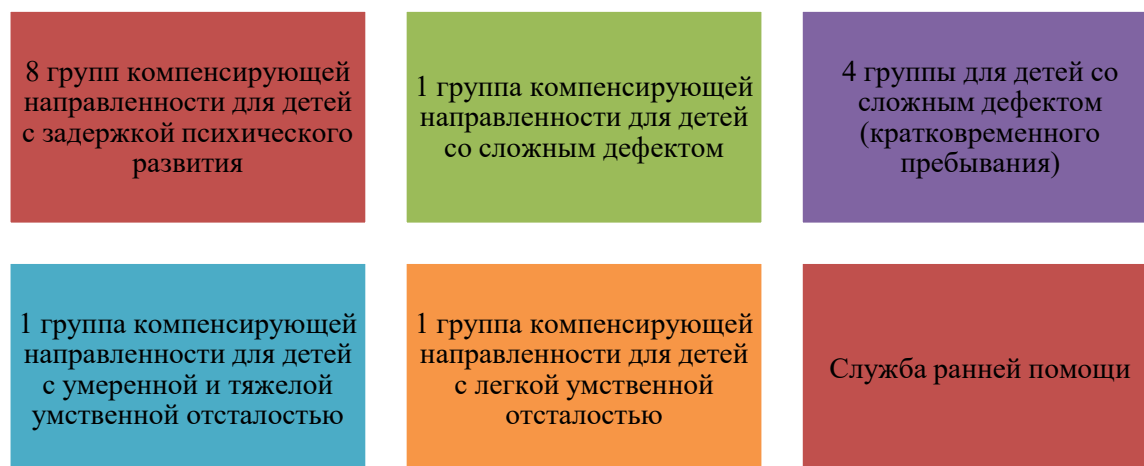 8 групп компенсирующей
направленности для детей
с задержкой психического
развития
1 группа компенсирующей
направленности для детей
со сложным дефектом
4 группы для детей со
сложным дефектом
(кратковременного
пребывания)
1 группа компенсирующей
направленности для детей
с умеренной и тяжелой
умственной отсталостью
1 группа компенсирующей
направленности для детей
с легкой умственной
отсталостью
Служба ранней помощи